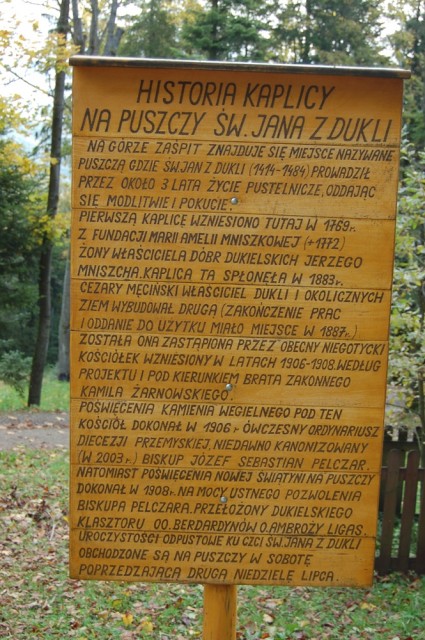 HISTORIA KAPLICY
NA PUSZCZY ŚW. JANA Z DUKLI
NA GÓRZE ZAŚPIT ZNAJDUJE SIĘ MIEJSCE NAZYWANE
PUSZCZĄ GDZIE ŚW.JAN Z DUKLI (1414-1484) PROWADZIŁ
PRZEZ OKOŁO 3 LATA ŻYCIE PUSTELNICZE, ODDAJĄC
SIĘ MODLITWIE I POKUCIE.
PIERWSZĄ KAPLICĘ WZNIESIONO TUTAJ W 1769r.
Z FUNDACJI MARII AMELII MNISZKOWEJ (+1772)
ŻONY WŁAŚCICIELA DÓBR DUKIELSKICH JERZEGO
MNISZCHA. KAPLICA TA SPŁONĘŁA W 1883r.
CEZARY MĘCIŃSKI WŁAŚCICIEL DUKLI I OKOLICZNYCH
ZIEM WYBUDOWAŁ DRUGĄ (ZAKOŃCZENIE PRAC
I ODDANIE DO UŻYTKU MIAŁO MIEJSCE W 1887r.)
ZOSTAŁA ONA ZASTĄPIONA PRZEZ OBECNY NIEGOTYCKI
KOŚCIÓŁEK WZNIESIONY W LATACH 1906-1908. WEDŁUG
PROJEKTU I POD KIERUNKIEM BRATA ZAKONNEGO
KAMILA ŻARNOWSKIEGO.
POŚWIĘCENIA KAMIENIA WĘGIELNEGO POD TEN
KOŚCIÓŁ DOKONAŁ W 1906 r ÓWCZESNY ORDYNARIUSZ
DIECEZJI PRZEMYSKIEJ. NIEDAWNO KANONIZOWANY
(W 2003r.) BISKUP JÓZEF SEBASTIAN PELCZAR.
NATOMIAST POŚWIĘCENIA NOWEJ ŚWIĄTYNI NA PUSZCZY
DOKONAŁ W 1908r. NA MOCY USTNEGO POZWOLENIA
BISKUPA PELCZARA. PRZEŁOŻONY DUKIELSKIEGO
KLASZTORU OO. BERDARDYNÓW O. AMBROŻY LIGAS.
UROCZYSTOŚCI ODPUSTOWE KU CZCI ŚW. JANA Z DUKLI
OBCHODZONE SĄ NA PUSZCZY W SOBOTĘ
POPRZEDZAJĄCĄ DRUGĄ NIEDZIELĘ LIPCA.